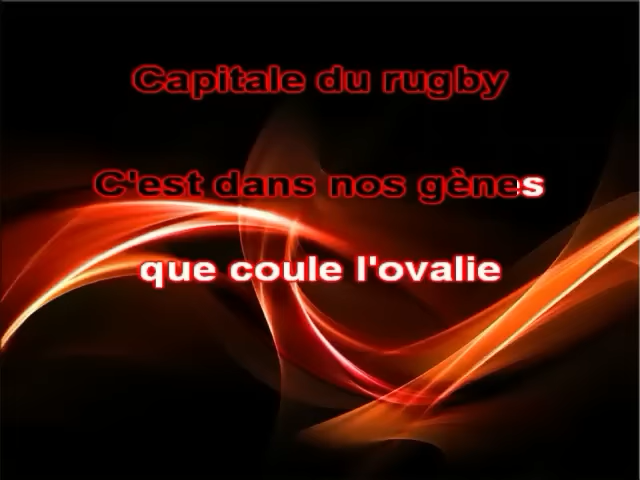 Capitale du rugby
C'est dans nos gènes
que coule l'ovalie